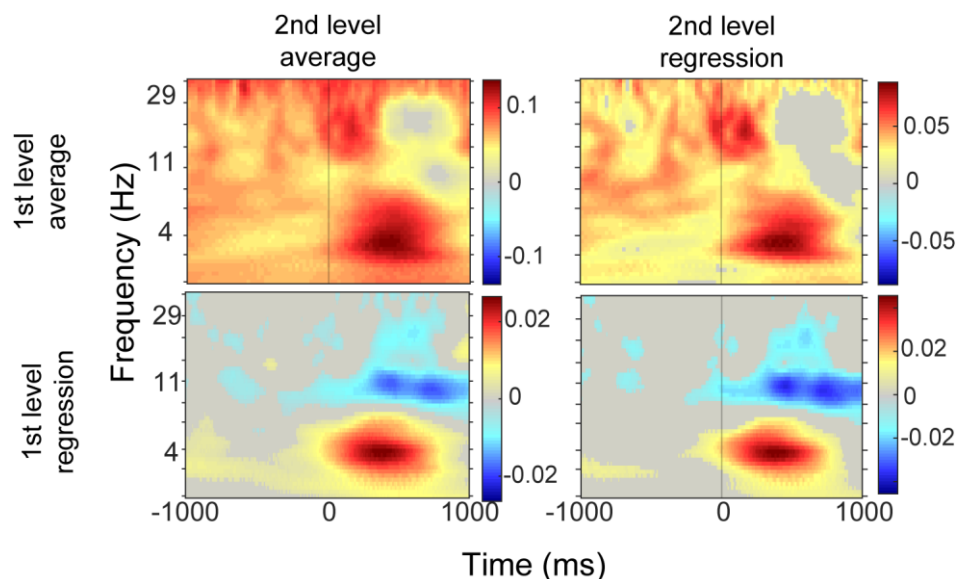 2nd level
average
2nd level
regression
1st level
average
1st level
regression
Frequency (Hz)
29
11
4
0.1
0
-0.1
0.05
0
-0.05
29
11
4
0.02
0
-0.02
0.02
0
-0.02
-1000
0
1000
-1000
0
1000
Time (ms)